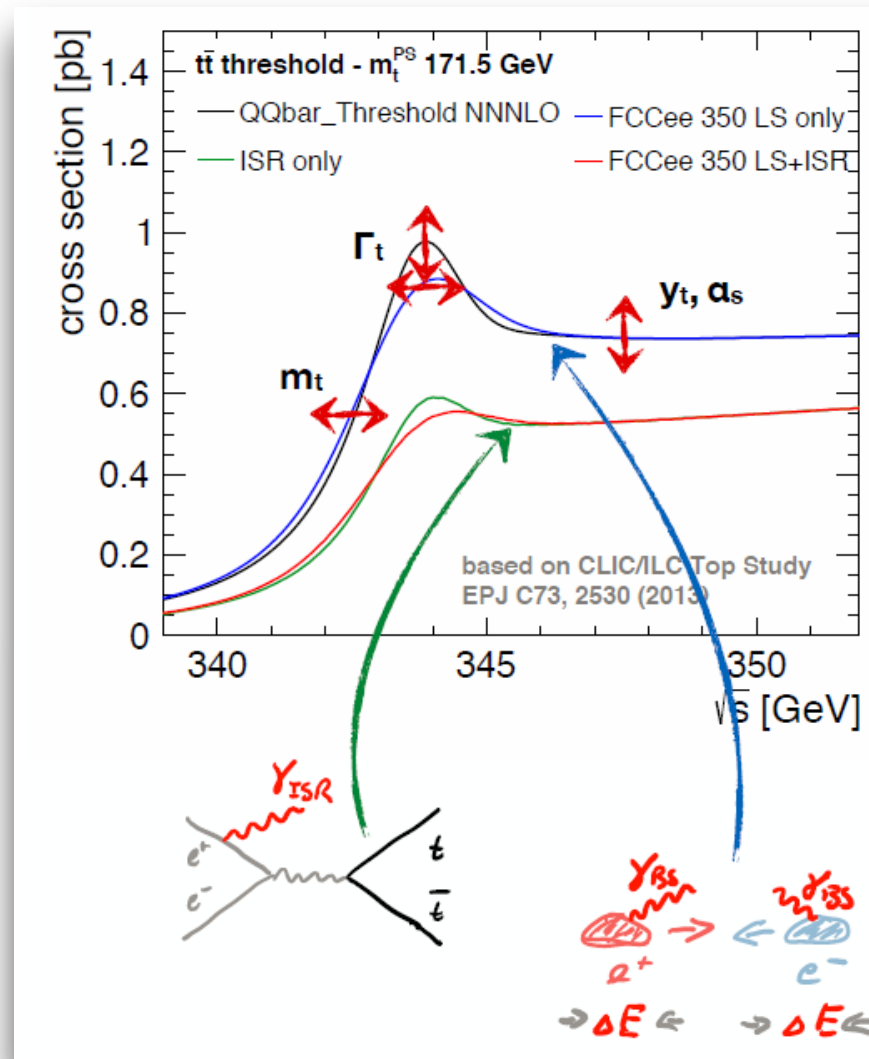 cross section [pb]
tt̄ threshold - mₜᴾˢ 171.5 GeV
QQbar_Threshold NNNLO
FCCee 350 LS only
ISR only
FCCee 350 LS+ISR
1.4
1.2
1
0.8
0.6
0.4
0.2
0
Γₜ
yₜ, αₛ
mₜ
based on CLIC/ILC Top Study
EPJ C73, 2530 (2013)
340
345
350
√s [GeV]
γISR
e⁺
e⁻
t
t̄
γBS
γBS
e⁺
e⁻
→ΔE←
→ΔE←